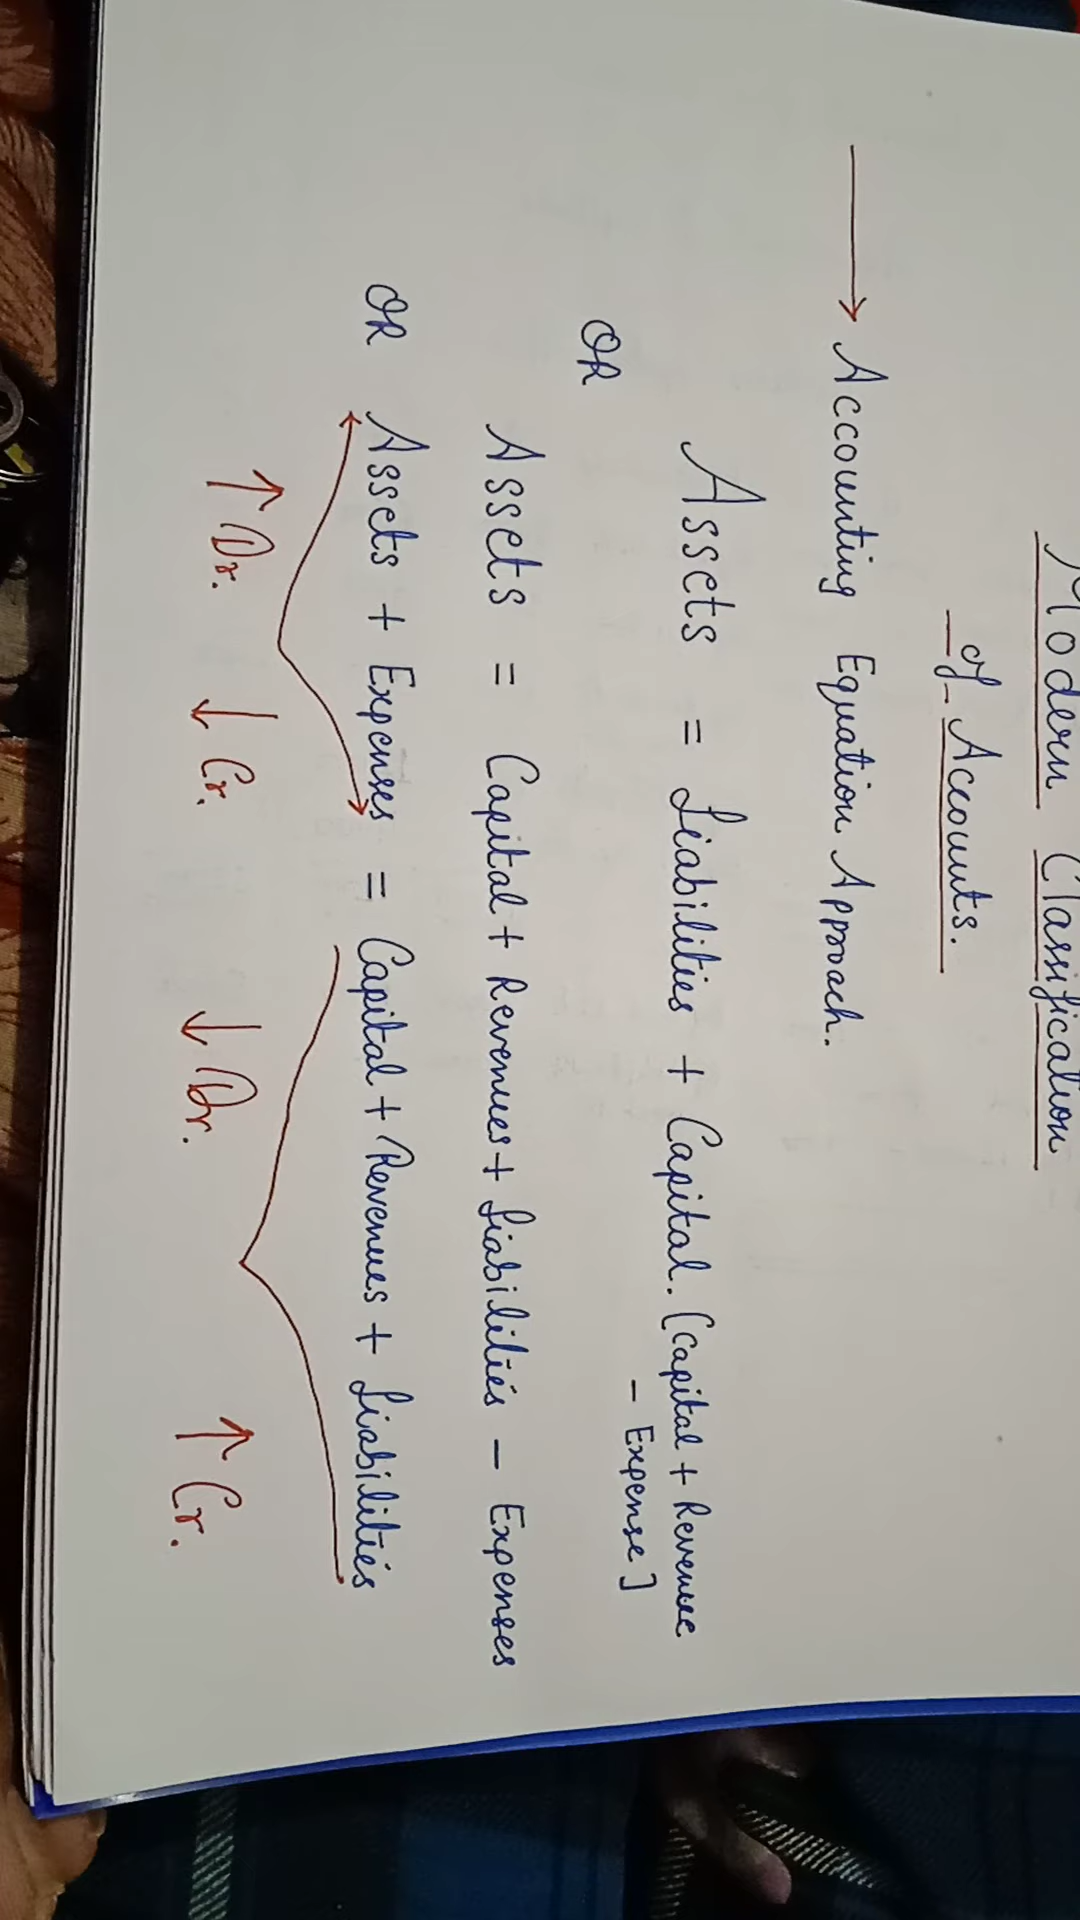 Modern Classification
of Accounts.
→ Accounting Equation Approach.
Assets = Liabilities + Capital. [Capital + Revenue
- Expense]
OR
Assets = Capital + Revenues + Liabilities - Expenses
OR Assets + Expenses = Capital + Revenues + Liabilities
↑ Dr. ↓ Cr. ↓ Dr. ↑ Cr.